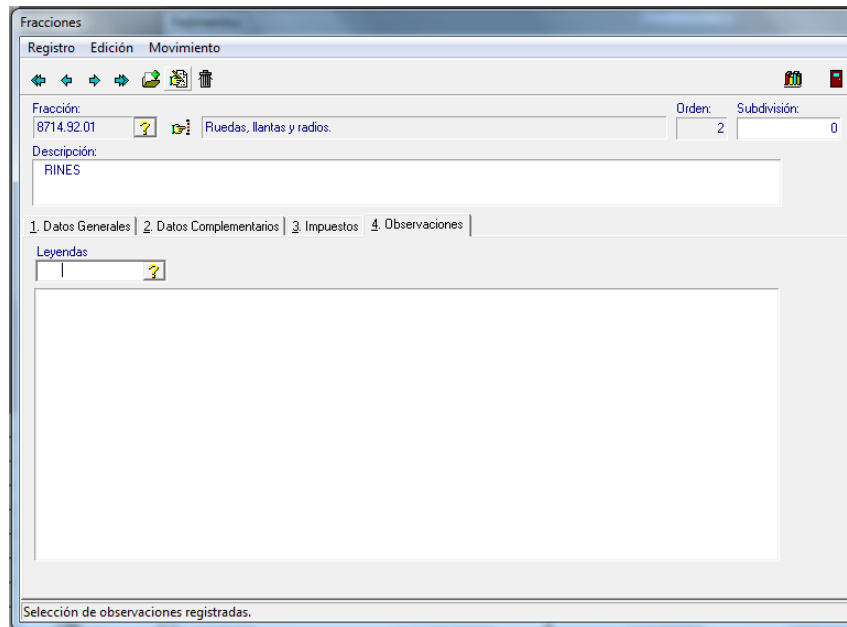 Fracciones
Registro Edición Movimiento
Fracción: Orden: Subdivisión:
8714.92.01 ? Ruedas, llantas y radios. 2 0
Descripción:
RINES
1. Datos Generales 2. Datos Complementarios 3. Impuestos 4. Observaciones
Leyendas
?
Selección de observaciones registradas.